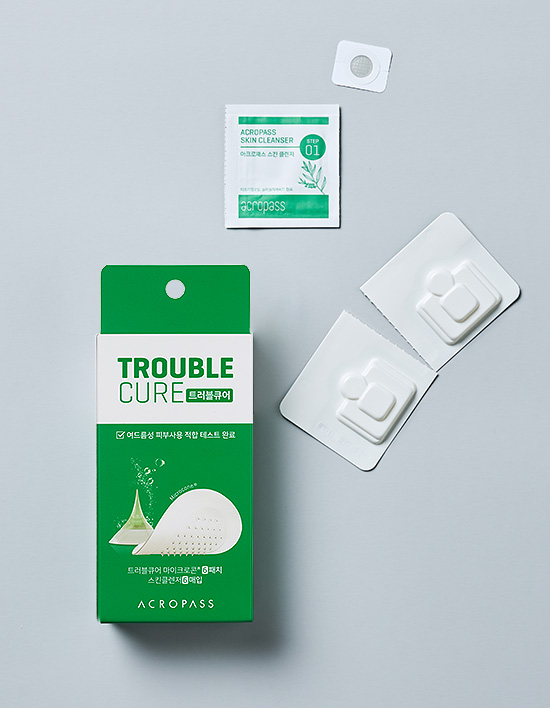 ACROPASS
SKIN CLEANSER
STEP
01
아크로패스 스킨 클렌저
acropass
TROUBLE
CURE 트러블큐어
여드름성 피부사용 적합 테스트 완료
Microcone®
트러블큐어 마이크로콘® 6패치
스킨클렌저 6매입
ACROPASS